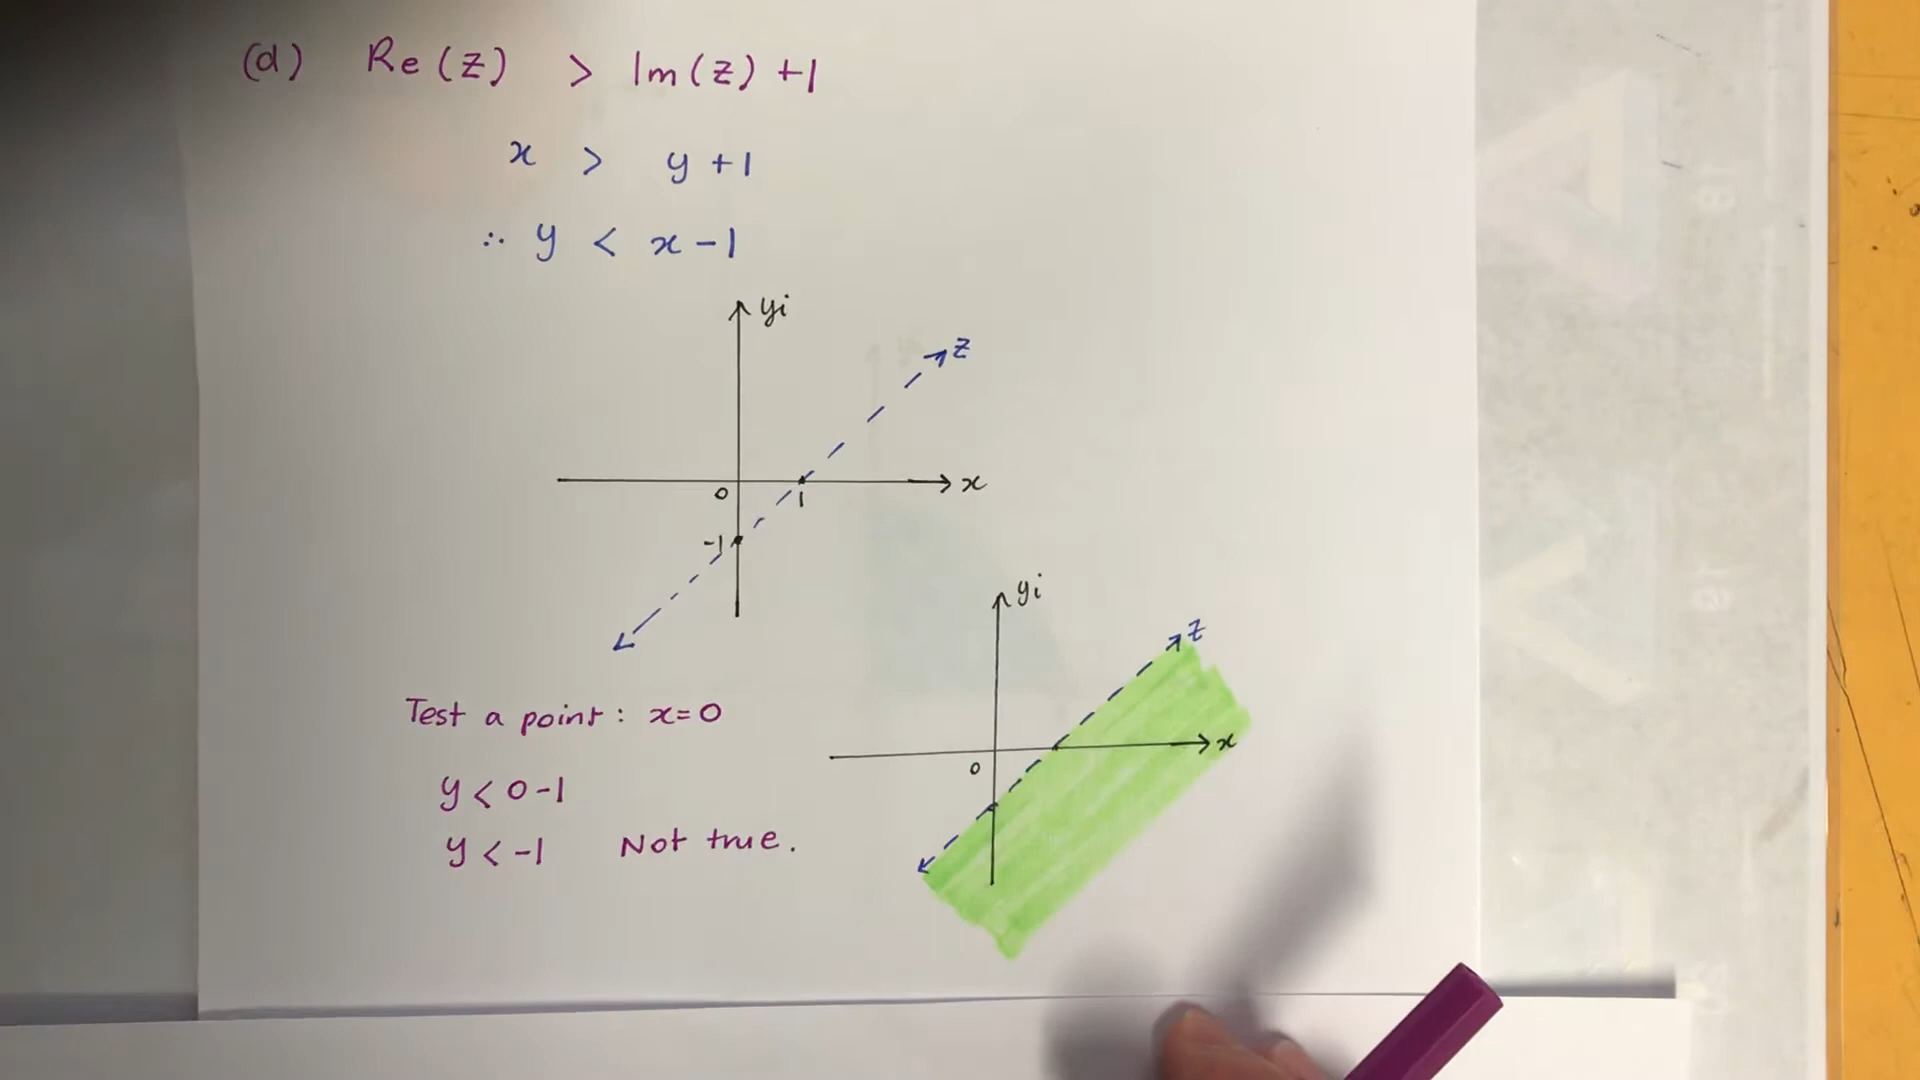 (d) Re(z) > Im(z) +1
x > y +1
∴ y < x -1
yi
z
0 1 x
-1
yi
z
Test a point : x=0
x
0
y < 0-1
y < -1 Not true.